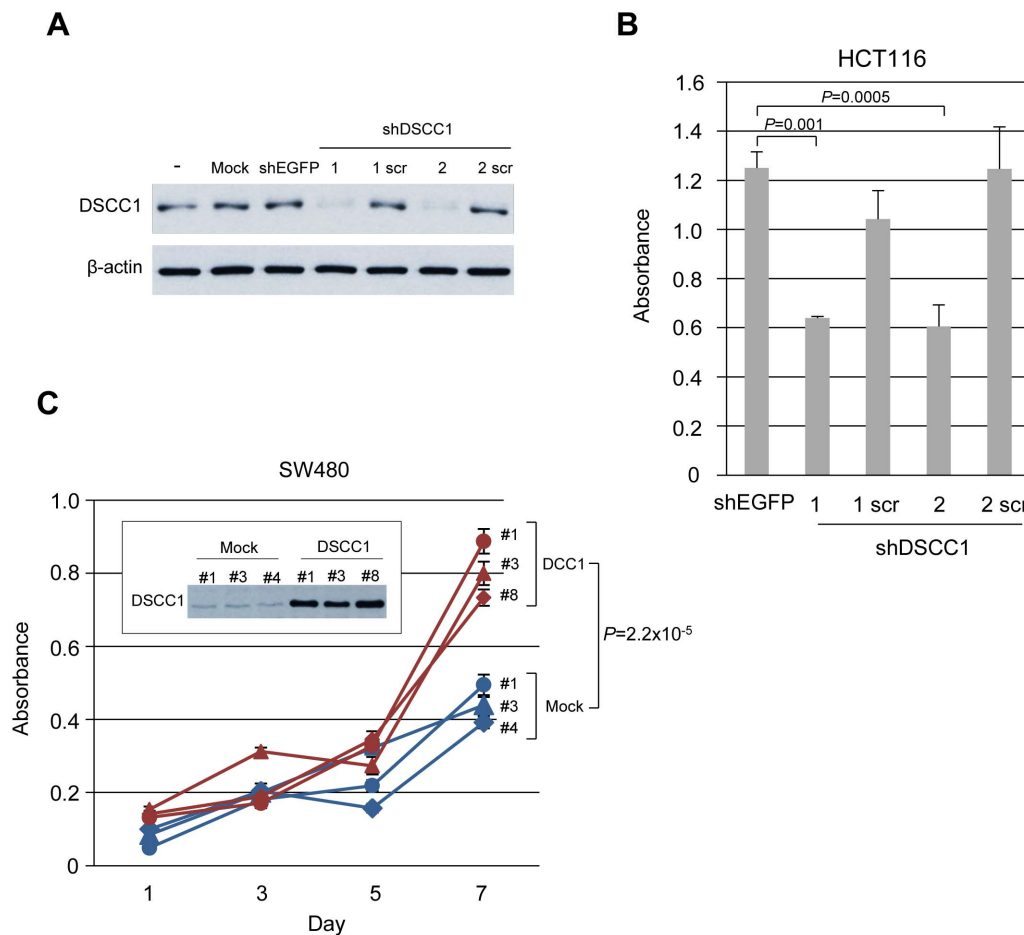 A
shDSCC1
- Mock shEGFP 1 1 scr 2 2 scr
DSCC1
β-actin
B
HCT116
1.6
1.4
1.2
1.0
0.8
0.6
0.4
0.2
0
Absorbance
P=0.0005
P=0.001
shEGFP 1 1 scr 2 2 scr
shDSCC1
C
SW480
1.0
0.8
0.6
0.4
0.2
0
Absorbance
Mock DSCC1
#1 #3 #4 #1 #3 #8
DSCC1
#1
#3
#8
DCC1
#1
#3
#4
Mock
P=2.2x10⁻⁵
1 3 5 7
Day